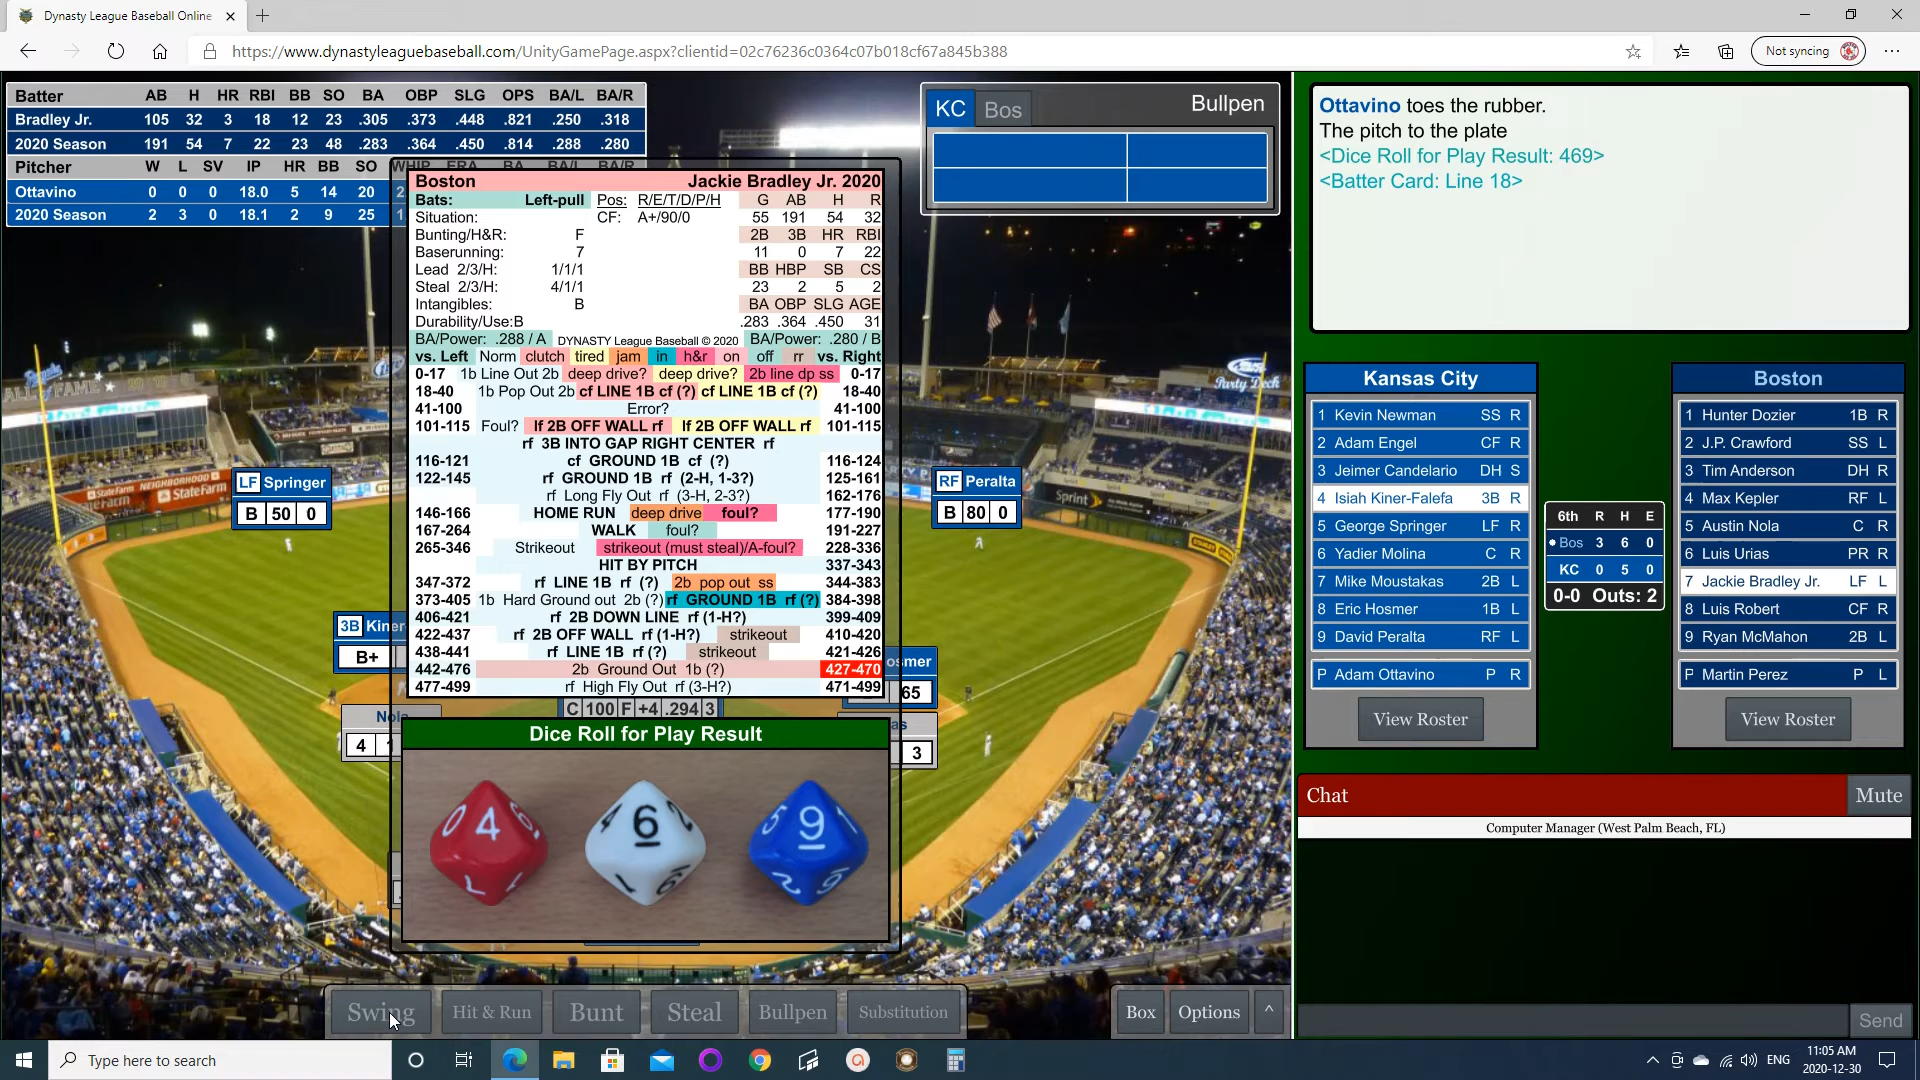 Dynasty League Baseball Online
https://www.dynastyleaguebaseball.com/UnityGamePage.aspx?clientid=02c76236c0364c07b018cf67a845b388
Not syncing
Batter AB H HR RBI BB SO BA OBP SLG OPS BA/L BA/R
Bradley Jr. 105 32 3 18 12 23 .305 .373 .448 .821 .250 .318
2020 Season 191 54 7 22 23 48 .283 .364 .450 .814 .288 .280
Pitcher W L SV IP HR BB SO WHIP ERA BA BA/L BA/R
Ottavino 0 0 0 18.0 5 14 20
2020 Season 2 3 0 18.1 2 9 25
Boston Jackie Bradley Jr. 2020
Bats: Left-pull Pos: R/E/T/D/P/H G AB H R
Situation: CF: A+/90/0 55 191 54 32
Bunting/H&R: F 2B 3B HR RBI
Baserunning: 7 11 0 7 22
Lead 2/3/H: 1/1/1 BB HBP SB CS
Steal 2/3/H: 4/1/1 23 2 5 2
Intangibles: B BA OBP SLG AGE
Durability/Use:B .283 .364 .450 31
BA/Power: .288 / A DYNASTY League Baseball © 2020 BA/Power: .280 / B
vs. Left Norm clutch tired jam in h&r on off rr vs. Right
0-17 1b Line Out 2b deep drive? deep drive? 2b line dp ss 0-17
18-40 1b Pop Out 2b cf LINE 1B cf (?) cf LINE 1B cf (?) 18-40
41-100 Error? 41-100
101-115 Foul? lf 2B OFF WALL rf lf 2B OFF WALL rf 101-115
rf 3B INTO GAP RIGHT CENTER rf
116-121 cf GROUND 1B cf (?) 116-124
122-145 rf GROUND 1B rf (2-H, 1-3?) 125-161
rf Long Fly Out rf (3-H, 2-3?) 162-176
146-166 HOME RUN deep drive foul? 177-190
167-264 WALK foul? 191-227
265-346 Strikeout strikeout (must steal)/A-foul? 228-336
HIT BY PITCH 337-343
347-372 rf LINE 1B rf (?) 2b pop out ss 344-383
373-405 1b Hard Ground out 2b (?) rf GROUND 1B rf (?) 384-398
406-421 rf 2B DOWN LINE rf (1-H?) 399-409
422-437 rf 2B OFF WALL rf (1-H?) strikeout 410-420
438-441 rf LINE 1B rf (?) strikeout 421-426
442-476 2b Ground Out 1b (?) 427-470
477-499 rf High Fly Out rf (3-H?) 471-499
C 100 F +4 .294 3
Dice Roll for Play Result
0 4 6
4 6 2
5 9
LF Springer
B 50 0
RF Peralta
B 80 0
3B Kiner
B+
osmer
65
Nola
4
as
3
FAME
Party Deck
Sprint
KC Bos Bullpen
Ottavino toes the rubber.
The pitch to the plate
<Dice Roll for Play Result: 469>
<Batter Card: Line 18>
Kansas City
1 Kevin Newman SS R
2 Adam Engel CF R
3 Jeimer Candelario DH S
4 Isiah Kiner-Falefa 3B R
5 George Springer LF R
6 Yadier Molina C R
7 Mike Moustakas 2B L
8 Eric Hosmer 1B L
9 David Peralta RF L
P Adam Ottavino P R
View Roster
6th R H E
Bos 3 6 0
KC 0 5 0
0-0 Outs: 2
Boston
1 Hunter Dozier 1B R
2 J.P. Crawford SS L
3 Tim Anderson DH R
4 Max Kepler RF L
5 Austin Nola C R
6 Luis Urias PR R
7 Jackie Bradley Jr. LF L
8 Luis Robert CF R
9 Ryan McMahon 2B L
P Martin Perez P L
View Roster
Chat Mute
Computer Manager (West Palm Beach, FL)
Send
Swing Hit & Run Bunt Steal Bullpen Substitution Box Options ^
Type here to search
ENG
11:05 AM
2020-12-30